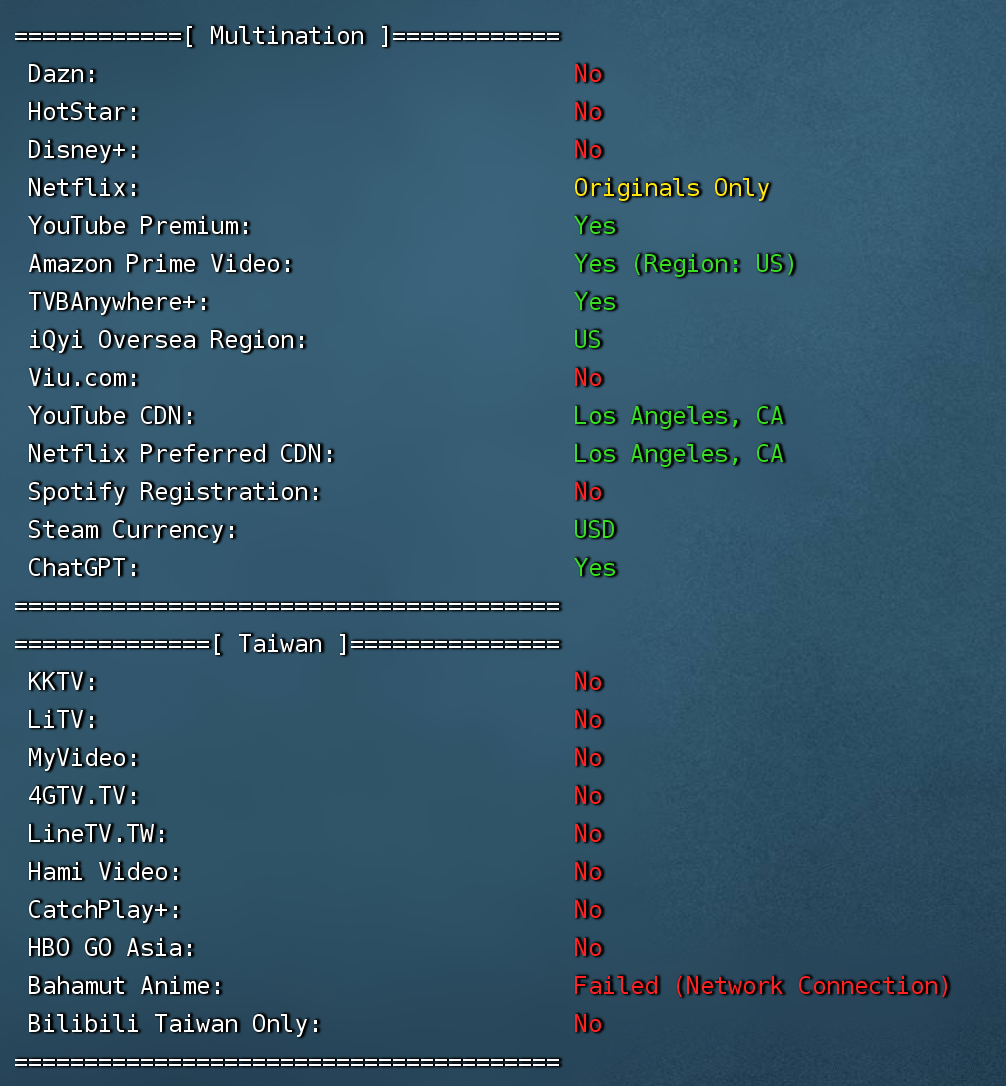 ============[ Multination ]============
Dazn: No
HotStar: No
Disney+: No
Netflix: Originals Only
YouTube Premium: Yes
Amazon Prime Video: Yes (Region: US)
TVBAnywhere+: Yes
iQyi Oversea Region: US
Viu.com: No
YouTube CDN: Los Angeles, CA
Netflix Preferred CDN: Los Angeles, CA
Spotify Registration: No
Steam Currency: USD
ChatGPT: Yes
=======================================
==============[ Taiwan ]===============
KKTV: No
LiTV: No
MyVideo: No
4GTV.TV: No
LineTV.TW: No
Hami Video: No
CatchPlay+: No
HBO GO Asia: No
Bahamut Anime: Failed (Network Connection)
Bilibili Taiwan Only: No
=======================================